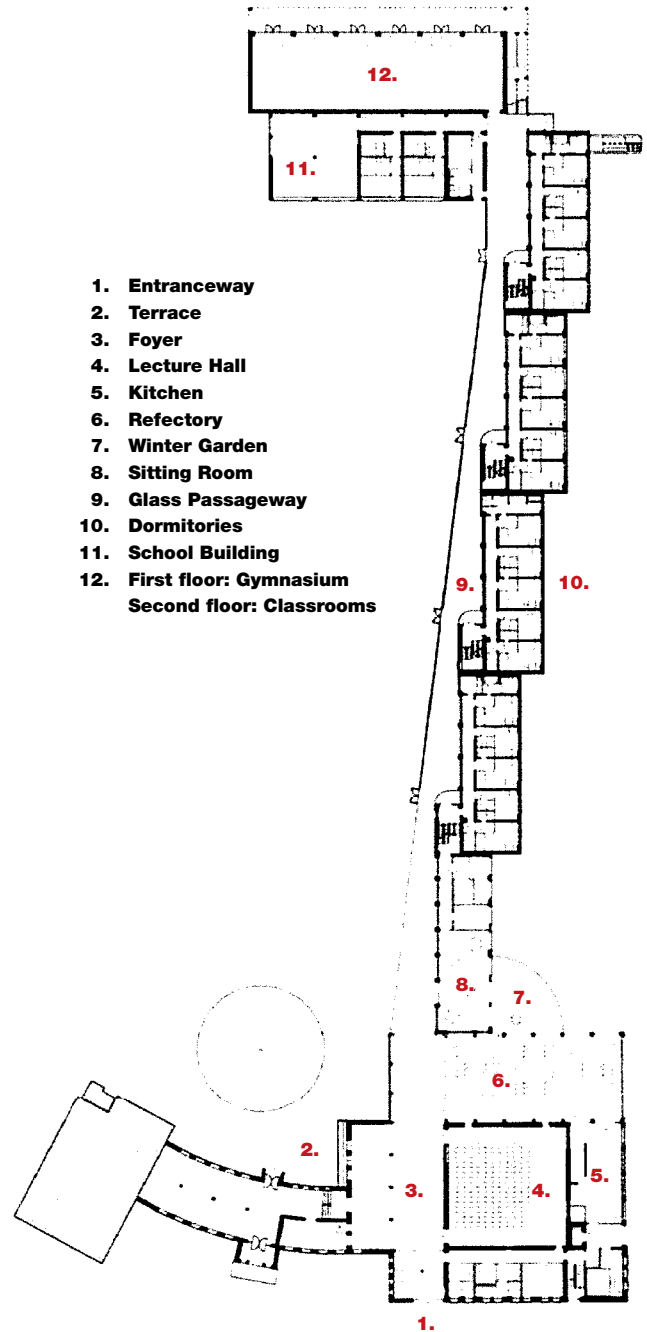 12.
11.
1. Entranceway
2. Terrace
3. Foyer
4. Lecture Hall
5. Kitchen
6. Refectory
7. Winter Garden
8. Sitting Room
9. Glass Passageway
10. Dormitories
11. School Building
12. First floor: Gymnasium
Second floor: Classrooms
9.
10.
8.
7.
6.
2.
3.
4.
5.
1.